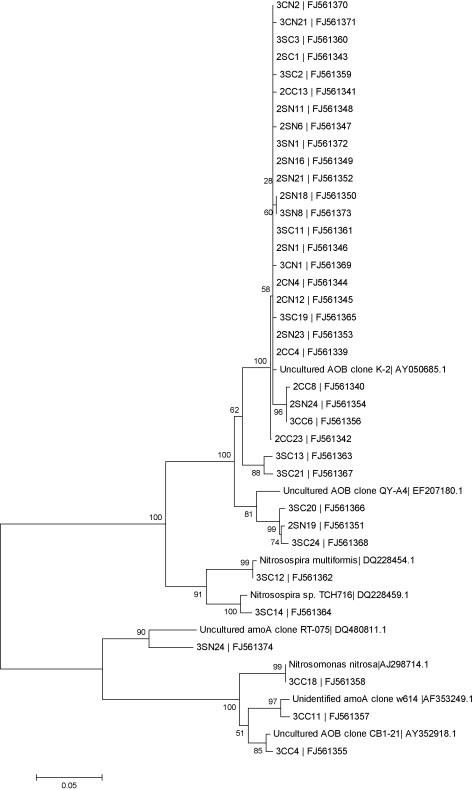 3CN2 | FJ561370
3CN21 | FJ561371
3SC3 | FJ561360
2SC1 | FJ561343
3SC2 | FJ561359
2CC13 | FJ561341
2SN11 | FJ561348
2SN6 | FJ561347
3SN1 | FJ561372
2SN16 | FJ561349
2SN21 | FJ561352
28
2SN18 | FJ561350
60
3SN8 | FJ561373
3SC11 | FJ561361
2SN1 | FJ561346
3CN1 | FJ561369
2CN4 | FJ561344
58
2CN12 | FJ561345
3SC19 | FJ561365
2SN23 | FJ561353
2CC4 | FJ561339
100
Uncultured AOB clone K-2| AY050685.1
2CC8 | FJ561340
2SN24 | FJ561354
96
3CC6 | FJ561356
62
2CC23 | FJ561342
3SC13 | FJ561363
100
88
3SC21 | FJ561367
Uncultured AOB clone QY-A4| EF207180.1
81
3SC20 | FJ561366
99
2SN19 | FJ561351
100
74
3SC24 | FJ561368
99
Nitrosospira multiformis| DQ228454.1
3SC12 | FJ561362
91
Nitrosospira sp. TCH716| DQ228459.1
100
3SC14 | FJ561364
90
Uncultured amoA clone RT-075| DQ480811.1
3SN24 | FJ561374
99
Nitrosomonas nitrosa|AJ298714.1
3CC18 | FJ561358
100
97
Unidentified amoA clone w614 |AF353249.1
3CC11 | FJ561357
51
Uncultured AOB clone CB1-21| AY352918.1
85
3CC4 | FJ561355
0.05